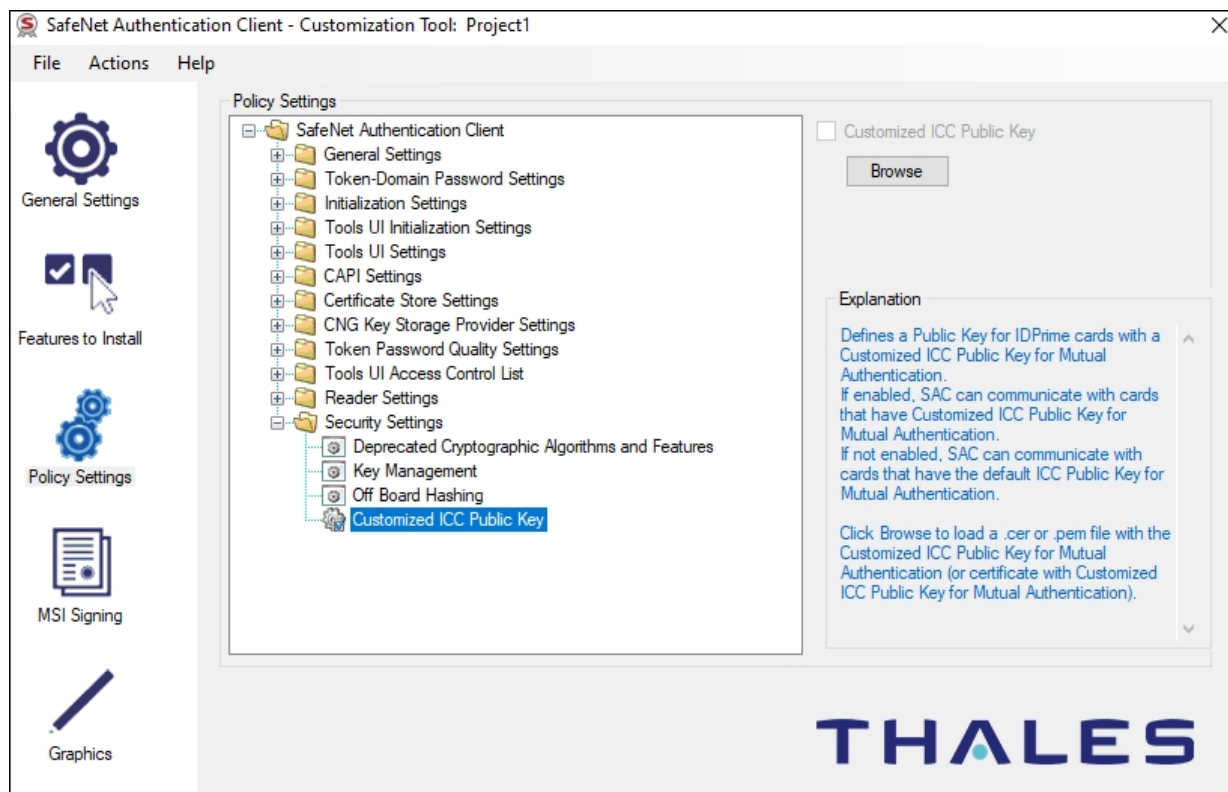 SafeNet Authentication Client - Customization Tool: Project1
File Actions Help
General Settings
Features to Install
Policy Settings
MSI Signing
Graphics
Policy Settings
SafeNet Authentication Client
General Settings
Token-Domain Password Settings
Initialization Settings
Tools UI Initialization Settings
Tools UI Settings
CAPI Settings
Certificate Store Settings
CNG Key Storage Provider Settings
Token Password Quality Settings
Tools UI Access Control List
Reader Settings
Security Settings
Deprecated Cryptographic Algorithms and Features
Key Management
Off Board Hashing
Customized ICC Public Key
Customized ICC Public Key
Browse
Explanation
Defines a Public Key for IDPrime cards with a
Customized ICC Public Key for Mutual
Authentication.
If enabled, SAC can communicate with cards
that have Customized ICC Public Key for
Mutual Authentication.
If not enabled, SAC can communicate with
cards that have the default ICC Public Key for
Mutual Authentication.
Click Browse to load a .cer or .pem file with the
Customized ICC Public Key for Mutual
Authentication (or certificate with Customized
ICC Public Key for Mutual Authentication).
THALES